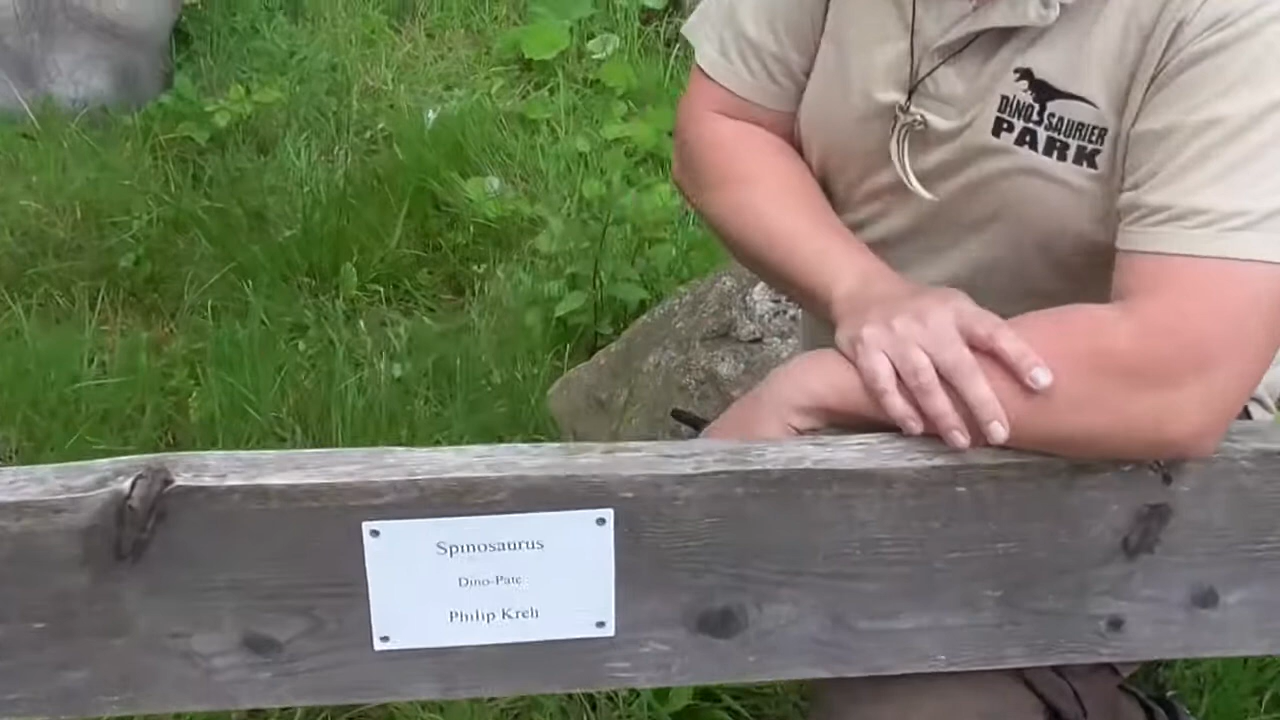 DINOSAURIER
PARK
Spinosaurus
Dino-Pate
Philip Kreh